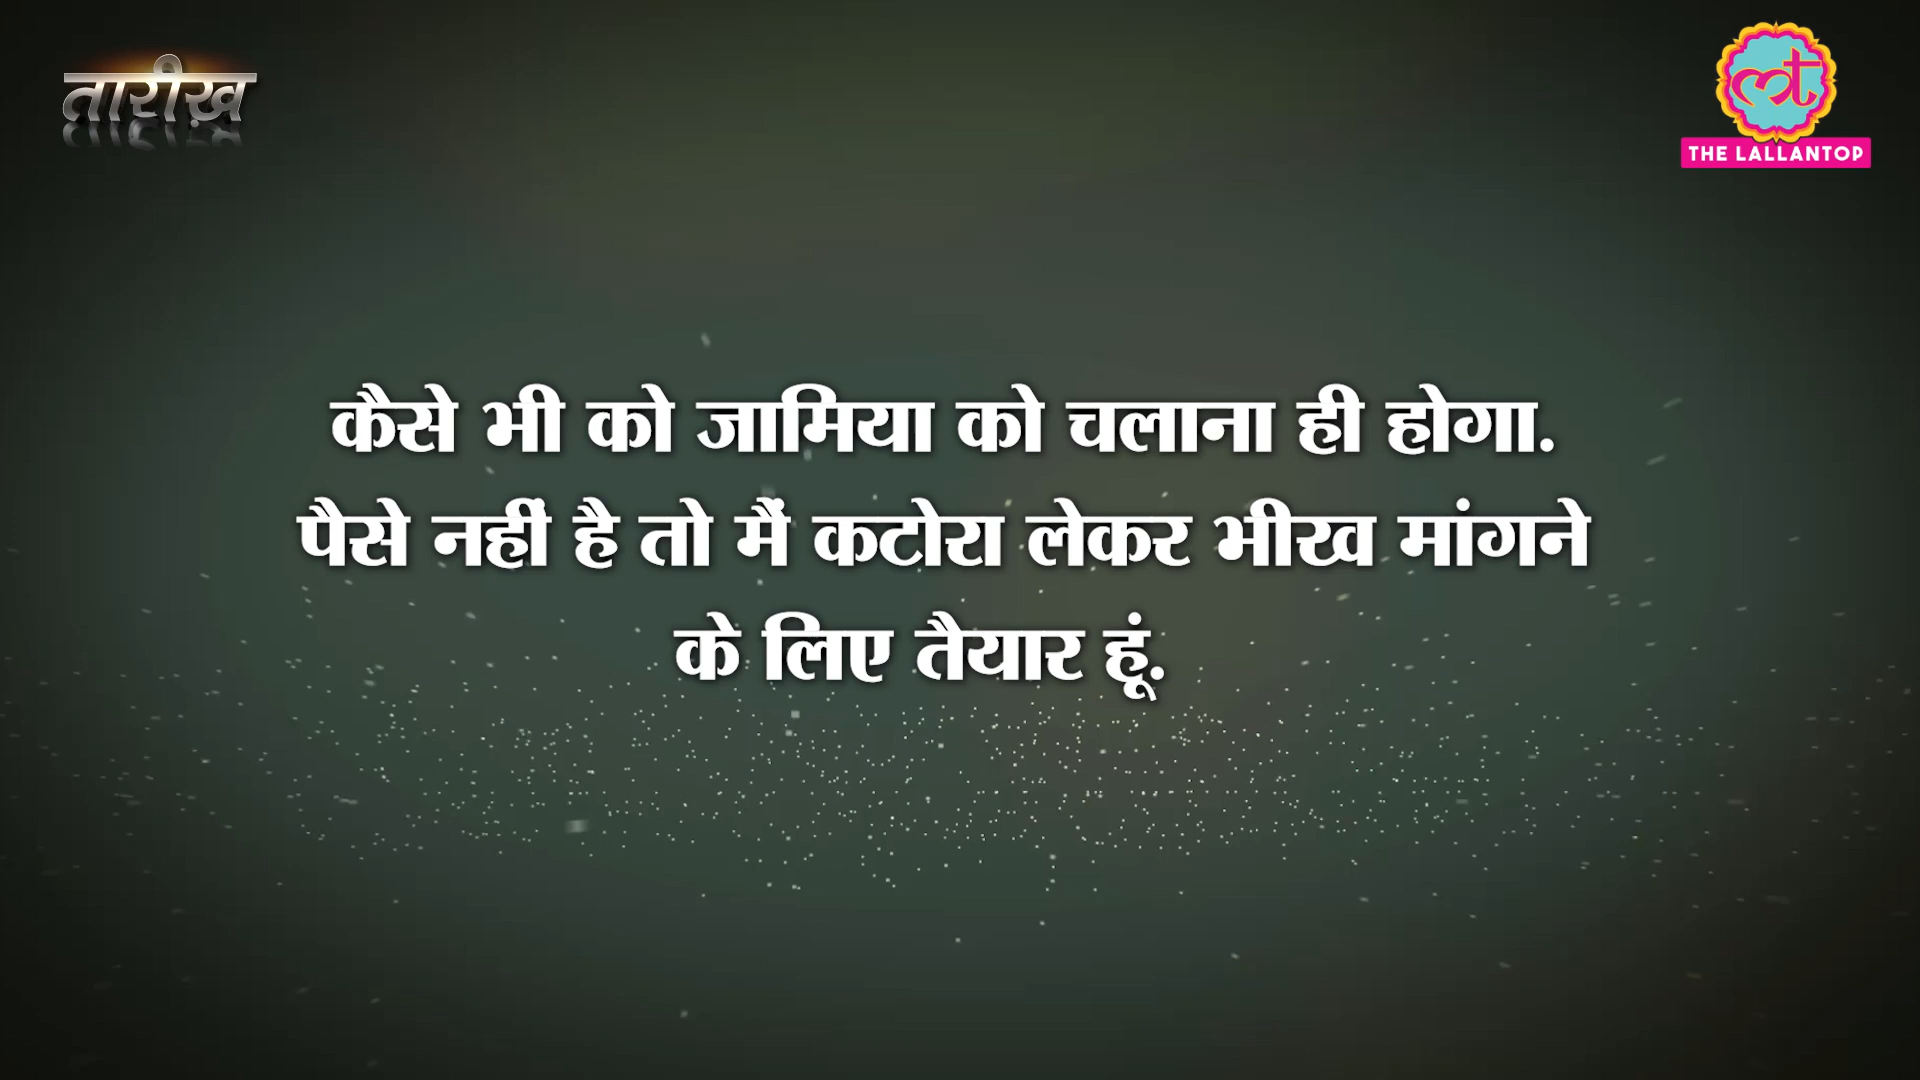 तारीख़
THE LALLANTOP
कैसे भी को जामिया को चलाना ही होगा.
पैसे नहीं है तो मैं कटोरा लेकर भीख मांगने
के लिए तैयार हूं.